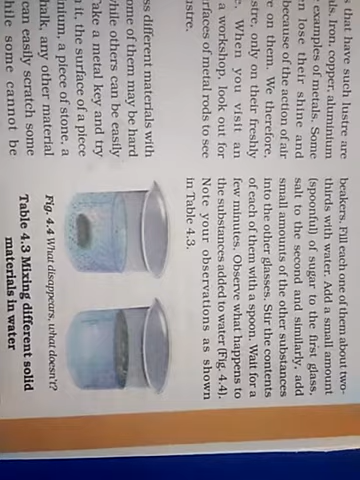 s that have such lustre are
als. Iron, copper, aluminium
examples of metals. Some
en lose their shine and
because of the action of air
re on them. We therefore,
stre, only on their freshly
e. When you visit an
a workshop, look out for
rfaces of metal rods to see
ustre.
ss different materials with
ome of them may be hard
while others can be easily
Take a metal key and try
it, the surface of a piece
inium, a piece of stone, a
halk, any other material
can easily scratch some
hile some cannot be
beakers. Fill each one of them about two-
thirds with water. Add a small amount
(spoonful) of sugar to the first glass,
salt to the second and similarly, add
small amounts of the other substances
into the other glasses. Stir the contents
of each of them with a spoon. Wait for a
few minutes. Observe what happens to
the substances added to water (Fig. 4.4).
Note your observations as shown
in Table 4.3.
Fig. 4.4 What disappears, what doesn't?
Table 4.3 Mixing different solid
materials in water